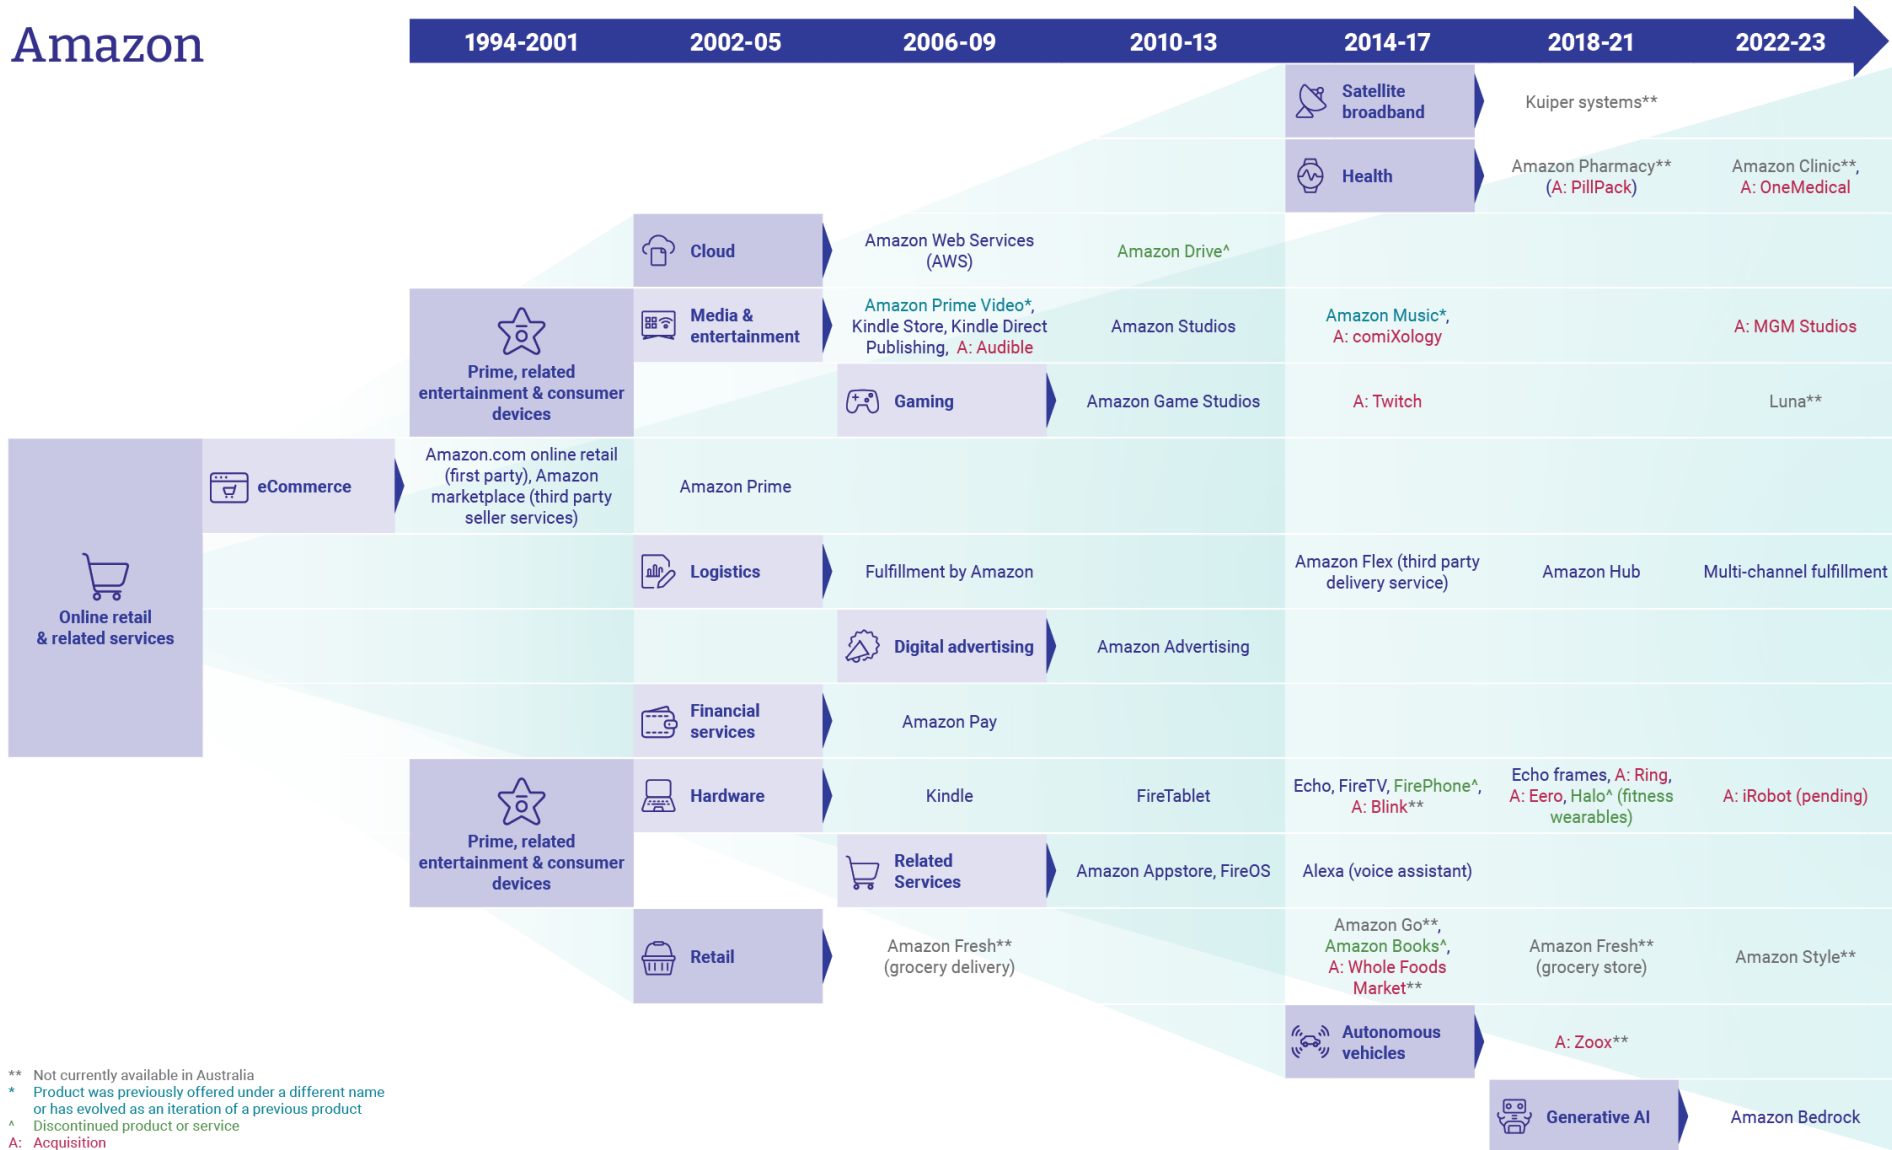 Amazon
1994-2001
2002-05
2006-09
2010-13
2014-17
2018-21
2022-23
Satellite
broadband
Kuiper systems**
Health
Amazon Pharmacy**
(A: PillPack)
Amazon Clinic**,
A: OneMedical
Cloud
Amazon Web Services
(AWS)
Amazon Drive^
Prime, related
entertainment & consumer
devices
Media &
entertainment
Amazon Prime Video*,
Kindle Store, Kindle Direct
Publishing, A: Audible
Amazon Studios
Amazon Music*,
A: comiXology
A: MGM Studios
Gaming
Amazon Game Studios
A: Twitch
Luna**
Online retail
& related services
eCommerce
Amazon.com online retail
(first party), Amazon
marketplace (third party
seller services)
Amazon Prime
Logistics
Fulfillment by Amazon
Amazon Flex (third party
delivery service)
Amazon Hub
Multi-channel fulfillment
Digital advertising
Amazon Advertising
Financial
services
Amazon Pay
Prime, related
entertainment & consumer
devices
Hardware
Kindle
FireTablet
Echo, FireTV, FirePhone^,
A: Blink**
Echo frames, A: Ring,
A: Eero, Halo^ (fitness
wearables)
A: iRobot (pending)
Related
Services
Amazon Appstore, FireOS
Alexa (voice assistant)
Retail
Amazon Fresh**
(grocery delivery)
Amazon Go**,
Amazon Books^,
A: Whole Foods
Market**
Amazon Fresh**
(grocery store)
Amazon Style**
Autonomous
vehicles
A: Zoox**
Generative AI
Amazon Bedrock
** Not currently available in Australia
* Product was previously offered under a different name
or has evolved as an iteration of a previous product
^ Discontinued product or service
A: Acquisition